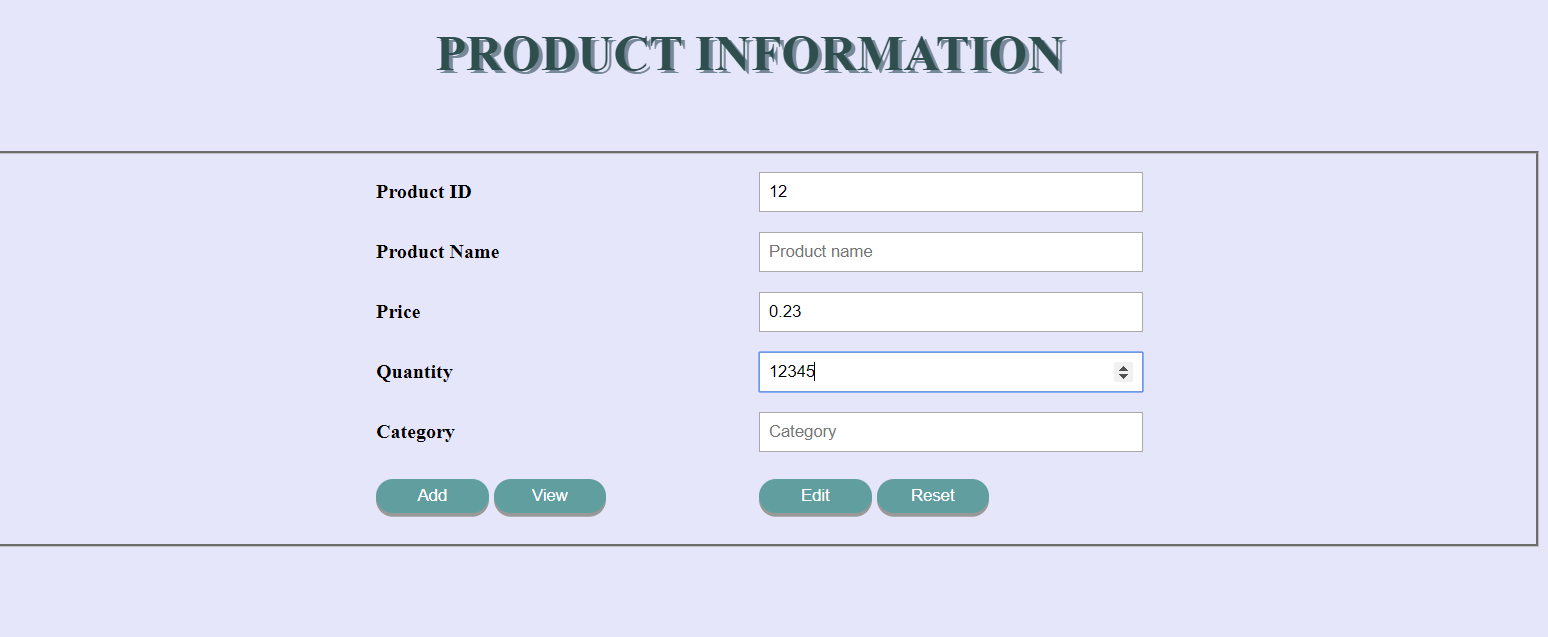 PRODUCT INFORMATION
Product ID 12
Product Name Product name
Price 0.23
Quantity 12345
Category Category
Add View Edit Reset